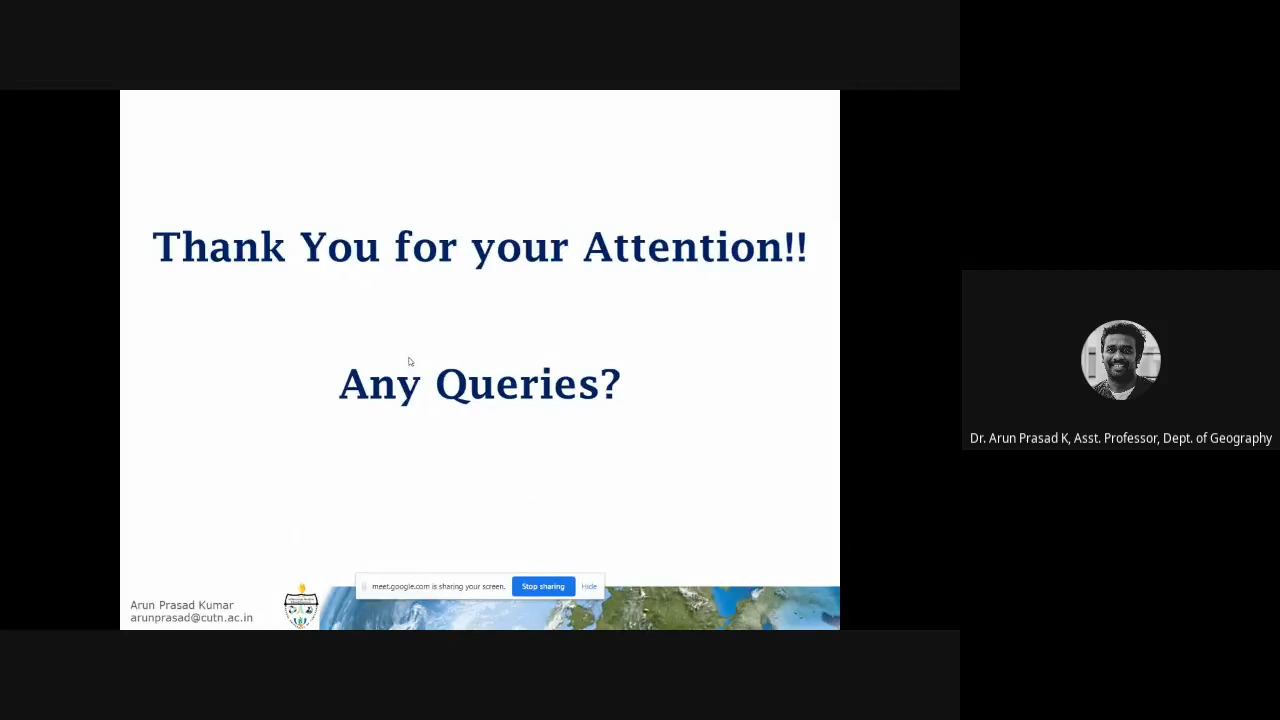 Thank You for your Attention!!
Any Queries?
meet.google.com is sharing your screen. Stop sharing Hide
Arun Prasad Kumar
arunprasad@cutn.ac.in
Dr. Arun Prasad K, Asst. Professor, Dept. of Geography